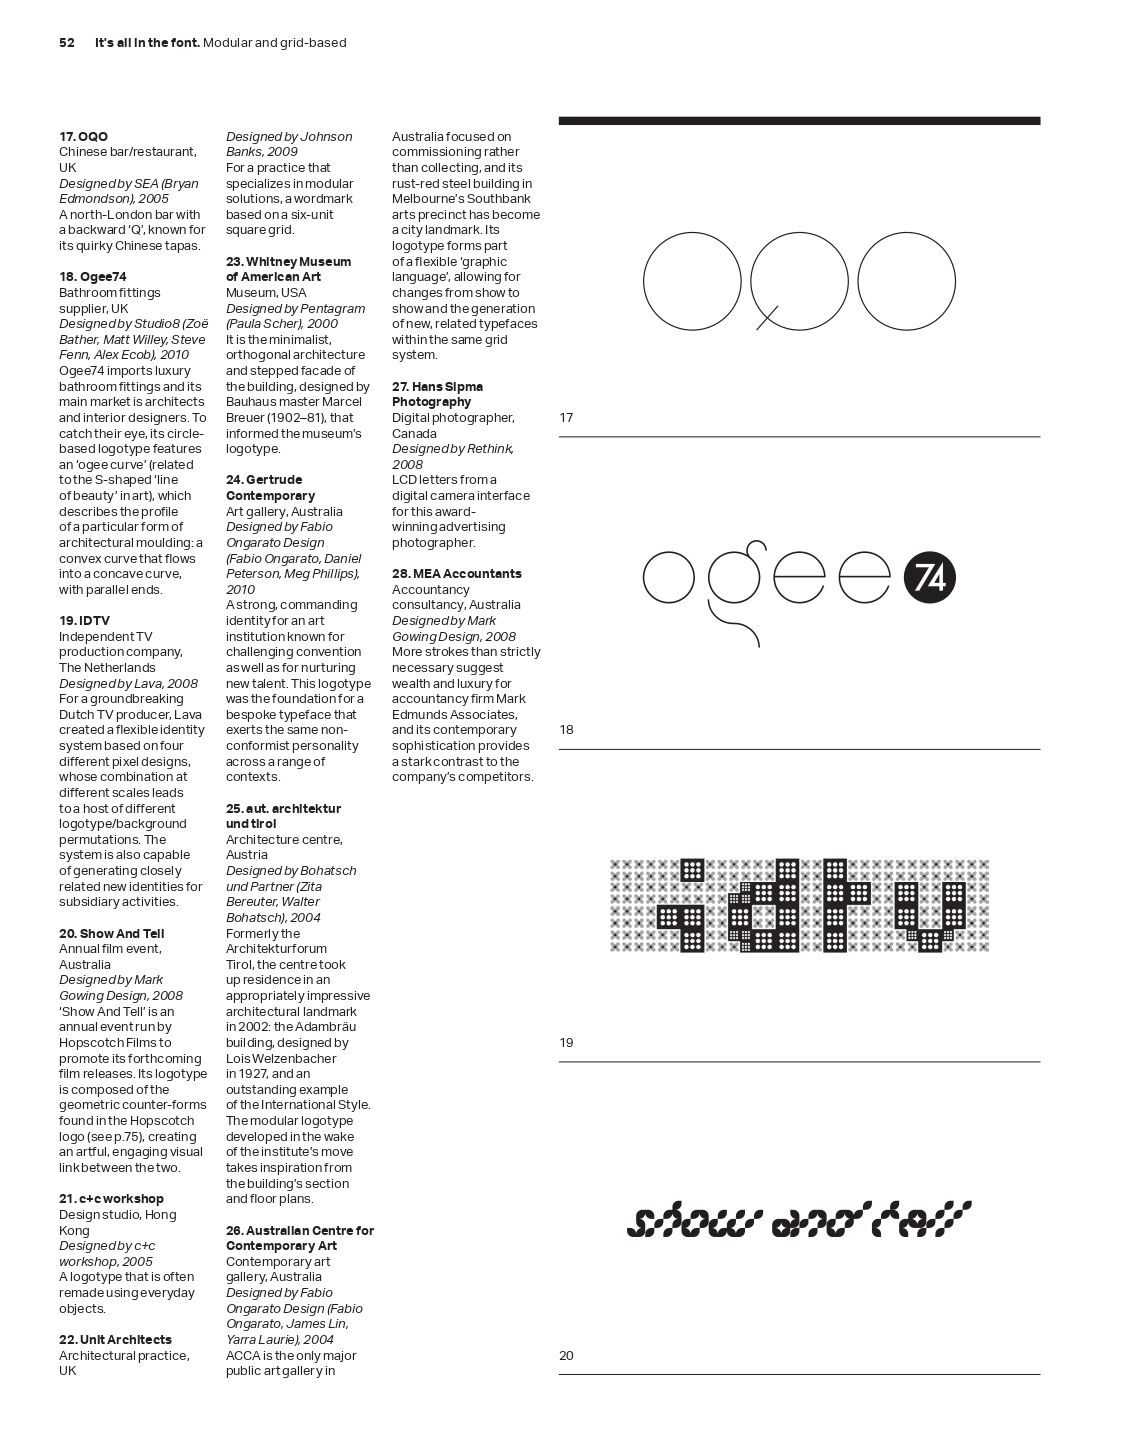 52 It's all in the font. Modular and grid-based
17. OQO
Chinese bar/restaurant,
UK
Designed by SEA (Bryan
Edmondson), 2005
A north-London bar with
a backward ‘Q’, known for
its quirky Chinese tapas.
18. Ogee74
Bathroom fittings
supplier, UK
Designed by Studio8 (Zoë
Bather, Matt Willey, Steve
Fenn, Alex Ecob), 2010
Ogee74 imports luxury
bathroom fittings and its
main market is architects
and interior designers. To
catch their eye, its circle-
based logotype features
an ‘ogee curve’ (related
to the S-shaped ‘line
of beauty’ in art), which
describes the profile
of a particular form of
architectural moulding: a
convex curve that flows
into a concave curve,
with parallel ends.
19. IDTV
Independent TV
production company,
The Netherlands
Designed by Lava, 2008
For a groundbreaking
Dutch TV producer, Lava
created a flexible identity
system based on four
different pixel designs,
whose combination at
different scales leads
to a host of different
logotype/background
permutations. The
system is also capable
of generating closely
related new identities for
subsidiary activities.
20. Show And Tell
Annual film event,
Australia
Designed by Mark
Gowing Design, 2008
‘Show And Tell’ is an
annual event run by
Hopscotch Films to
promote its forthcoming
film releases. Its logotype
is composed of the
geometric counter-forms
found in the Hopscotch
logo (see p.75), creating
an artful, engaging visual
link between the two.
21. c+c workshop
Design studio, Hong
Kong
Designed by c+c
workshop, 2005
A logotype that is often
remade using everyday
objects.
22. Unit Architects
Architectural practice,
UK
Designed by Johnson
Banks, 2009
For a practice that
specializes in modular
solutions, a wordmark
based on a six-unit
square grid.
23. Whitney Museum
of American Art
Museum, USA
Designed by Pentagram
(Paula Scher), 2000
It is the minimalist,
orthogonal architecture
and stepped facade of
the building, designed by
Bauhaus master Marcel
Breuer (1902–81), that
informed the museum’s
logotype.
24. Gertrude
Contemporary
Art gallery, Australia
Designed by Fabio
Ongarato Design
(Fabio Ongarato, Daniel
Peterson, Meg Phillips),
2010
A strong, commanding
identity for an art
institution known for
challenging convention
as well as for nurturing
new talent. This logotype
was the foundation for a
bespoke typeface that
exerts the same non-
conformist personality
across a range of
contexts.
25. aut. architektur
und tirol
Architecture centre,
Austria
Designed by Bohatsch
und Partner (Zita
Bereuter, Walter
Bohatsch), 2004
Formerly the
Architekturforum
Tirol, the centre took
up residence in an
appropriately impressive
architectural landmark
in 2002: the Adambräu
building, designed by
Lois Welzenbacher
in 1927, and an
outstanding example
of the International Style.
The modular logotype
developed in the wake
of the institute’s move
takes inspiration from
the building’s section
and floor plans.
26. Australian Centre for
Contemporary Art
Contemporary art
gallery, Australia
Designed by Fabio
Ongarato Design (Fabio
Ongarato, James Lin,
Yarra Laurie), 2004
ACCA is the only major
public art gallery in
Australia focused on
commissioning rather
than collecting, and its
rust-red steel building in
Melbourne’s Southbank
arts precinct has become
a city landmark. Its
logotype forms part
of a flexible ‘graphic
language’, allowing for
changes from show to
show and the generation
of new, related typefaces
within the same grid
system.
27. Hans Sipma
Photography
Digital photographer,
Canada
Designed by Rethink,
2008
LCD letters from a
digital camera interface
for this award-
winning advertising
photographer.
28. MEA Accountants
Accountancy
consultancy, Australia
Designed by Mark
Gowing Design, 2008
More strokes than strictly
necessary suggest
wealth and luxury for
accountancy firm Mark
Edmunds Associates,
and its contemporary
sophistication provides
a stark contrast to the
company’s competitors.
OQO
17
ogee74
18
idtv
19
show and tell
20